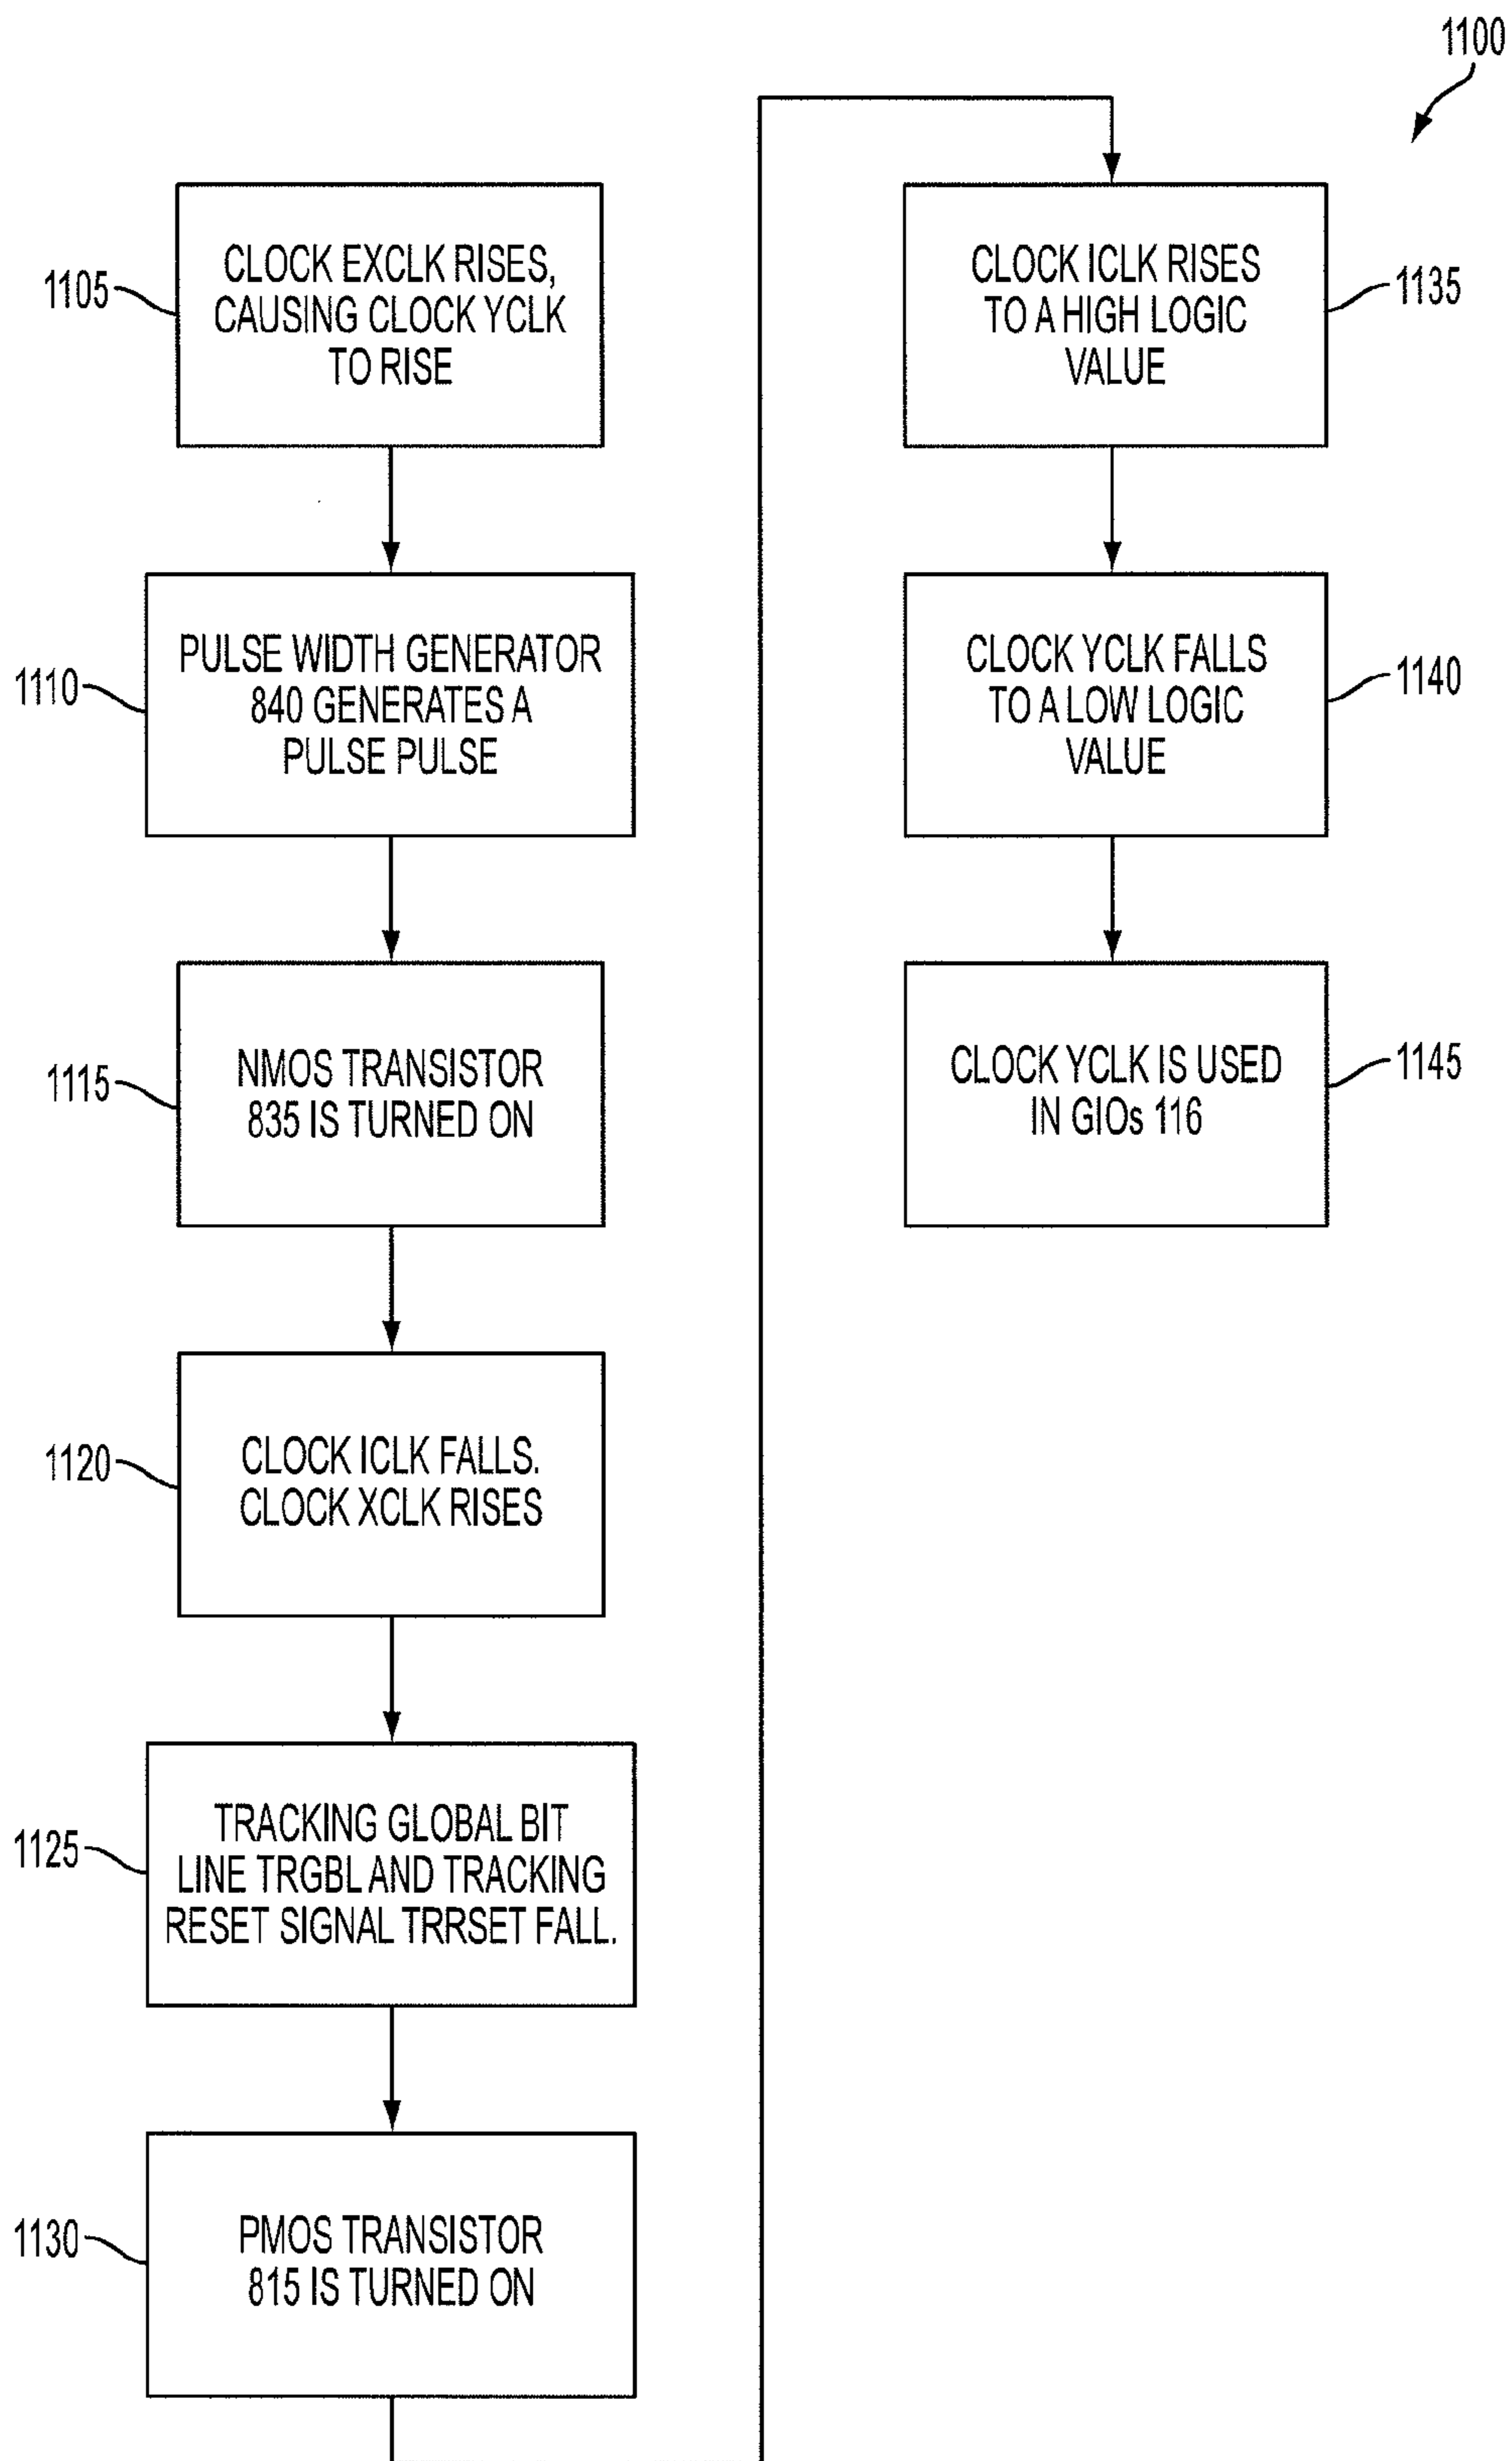 1100
1105
CLOCK EXCLK RISES,
CAUSING CLOCK YCLK
TO RISE
1110
PULSE WIDTH GENERATOR
840 GENERATES A
PULSE PULSE
1115
NMOS TRANSISTOR
835 IS TURNED ON
1120
CLOCK ICLK FALLS.
CLOCK XCLK RISES
1125
TRACKING GLOBAL BIT
LINE TRGBL AND TRACKING
RESET SIGNAL TRRSET FALL.
1130
PMOS TRANSISTOR
815 IS TURNED ON
CLOCK ICLK RISES
TO A HIGH LOGIC
VALUE
1135
CLOCK YCLK FALLS
TO A LOW LOGIC
VALUE
1140
CLOCK YCLK IS USED
IN GIOs 116
1145